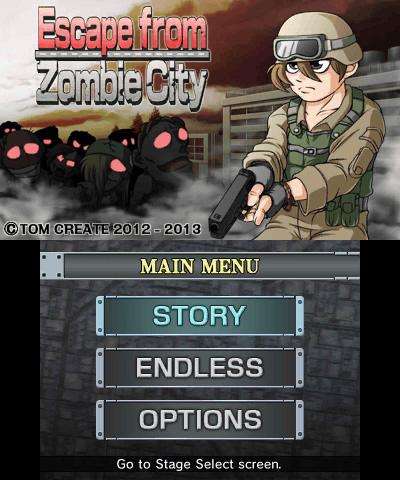 Escape from
Zombie City
©TOM CREATE 2012 - 2013
MAIN MENU
STORY
ENDLESS
OPTIONS
Go to Stage Select screen.